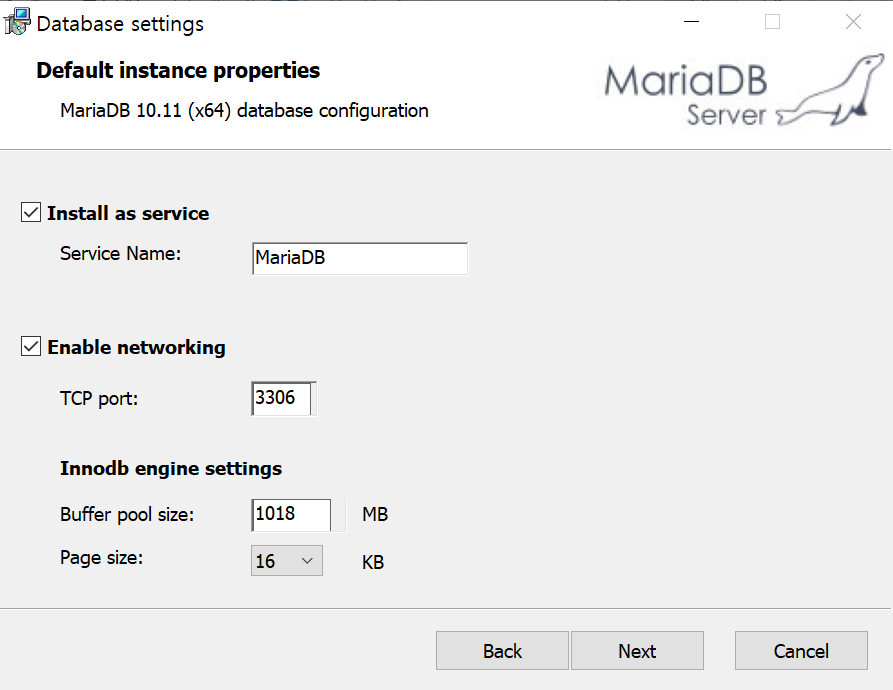 Database settings
Default instance properties
MariaDB 10.11 (x64) database configuration
MariaDB
Server
Install as service
Service Name: MariaDB
Enable networking
TCP port: 3306
Innodb engine settings
Buffer pool size: 1018 MB
Page size: 16 KB
Back Next Cancel